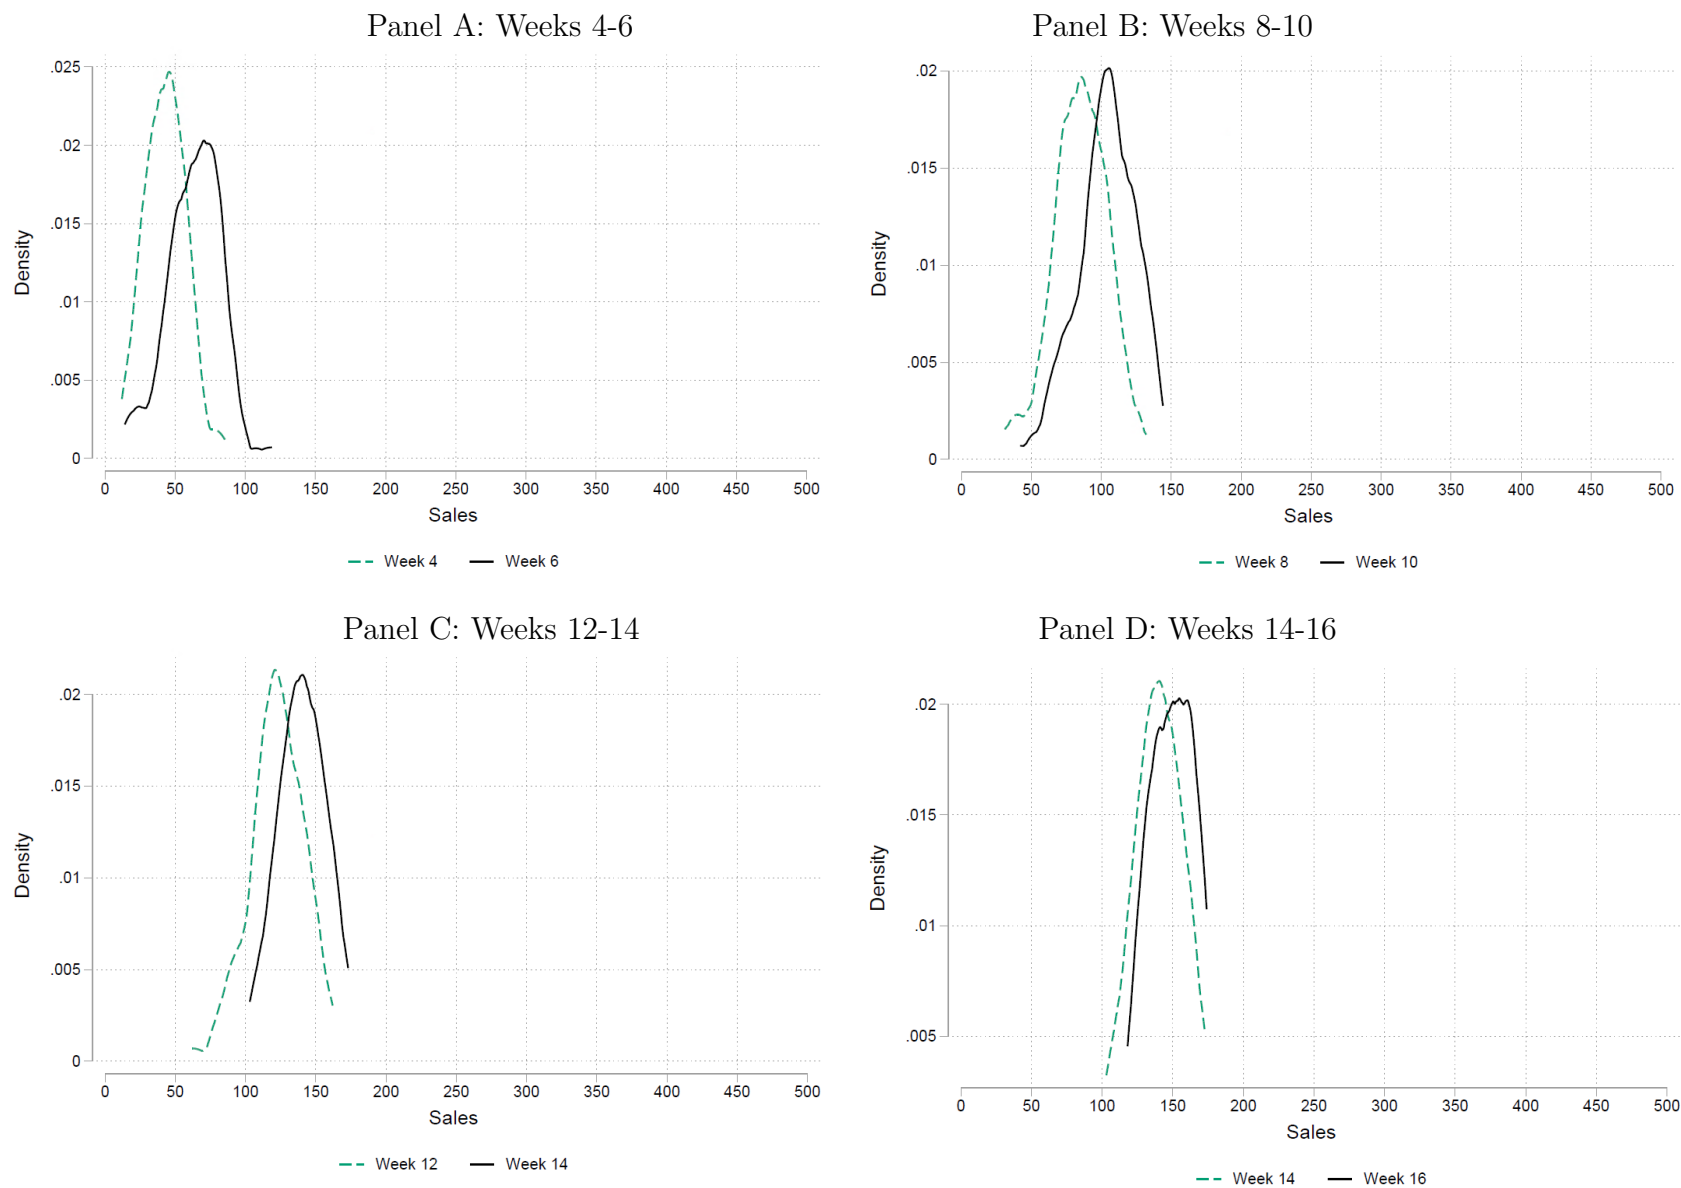 Panel A: Weeks 4-6
.025
.02
.015
.01
.005
0
Density
0 50 100 150 200 250 300 350 400 450 500
Sales
Week 4 Week 6
Panel B: Weeks 8-10
.02
.015
.01
.005
0
Density
0 50 100 150 200 250 300 350 400 450 500
Sales
Week 8 Week 10
Panel C: Weeks 12-14
.02
.015
.01
.005
0
Density
0 50 100 150 200 250 300 350 400 450 500
Sales
Week 12 Week 14
Panel D: Weeks 14-16
.02
.015
.01
.005
Density
0 50 100 150 200 250 300 350 400 450 500
Sales
Week 14 Week 16